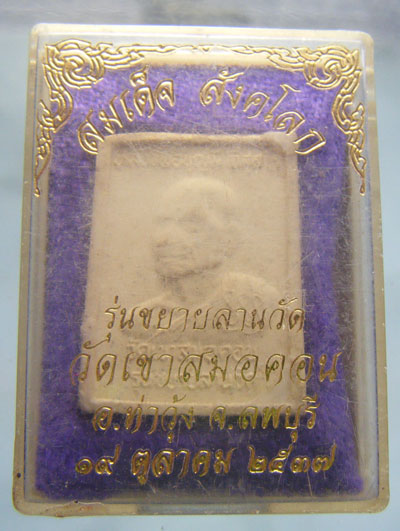 สมเด็จ สังคโลก
รุ่นขยายลานวัด
วัดเขาสมอคอน
อ.ท่าวุ้ง จ.ลพบุรี
๑๙ ตุลาคม ๒๕๓๗